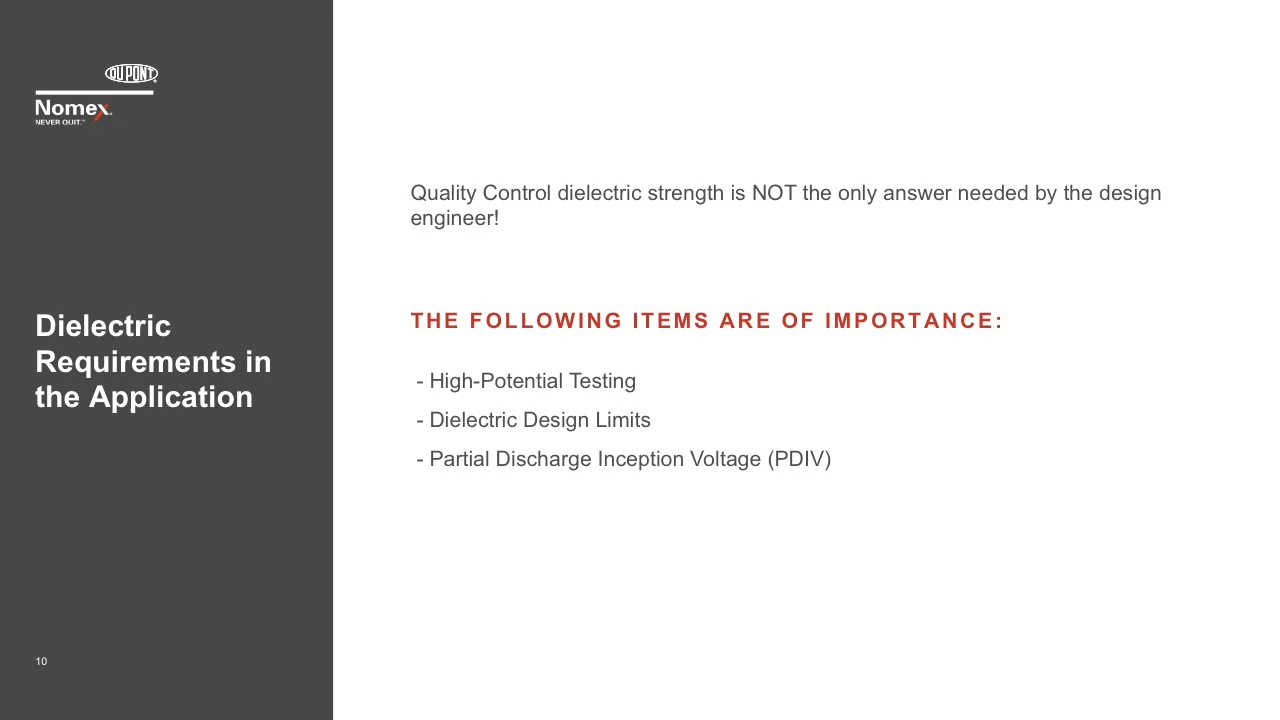 DU PONT®
Nomex®
NEVER QUIT.™
Dielectric
Requirements in
the Application
10
Quality Control dielectric strength is NOT the only answer needed by the design
engineer!
THE FOLLOWING ITEMS ARE OF IMPORTANCE:
- High-Potential Testing
- Dielectric Design Limits
- Partial Discharge Inception Voltage (PDIV)